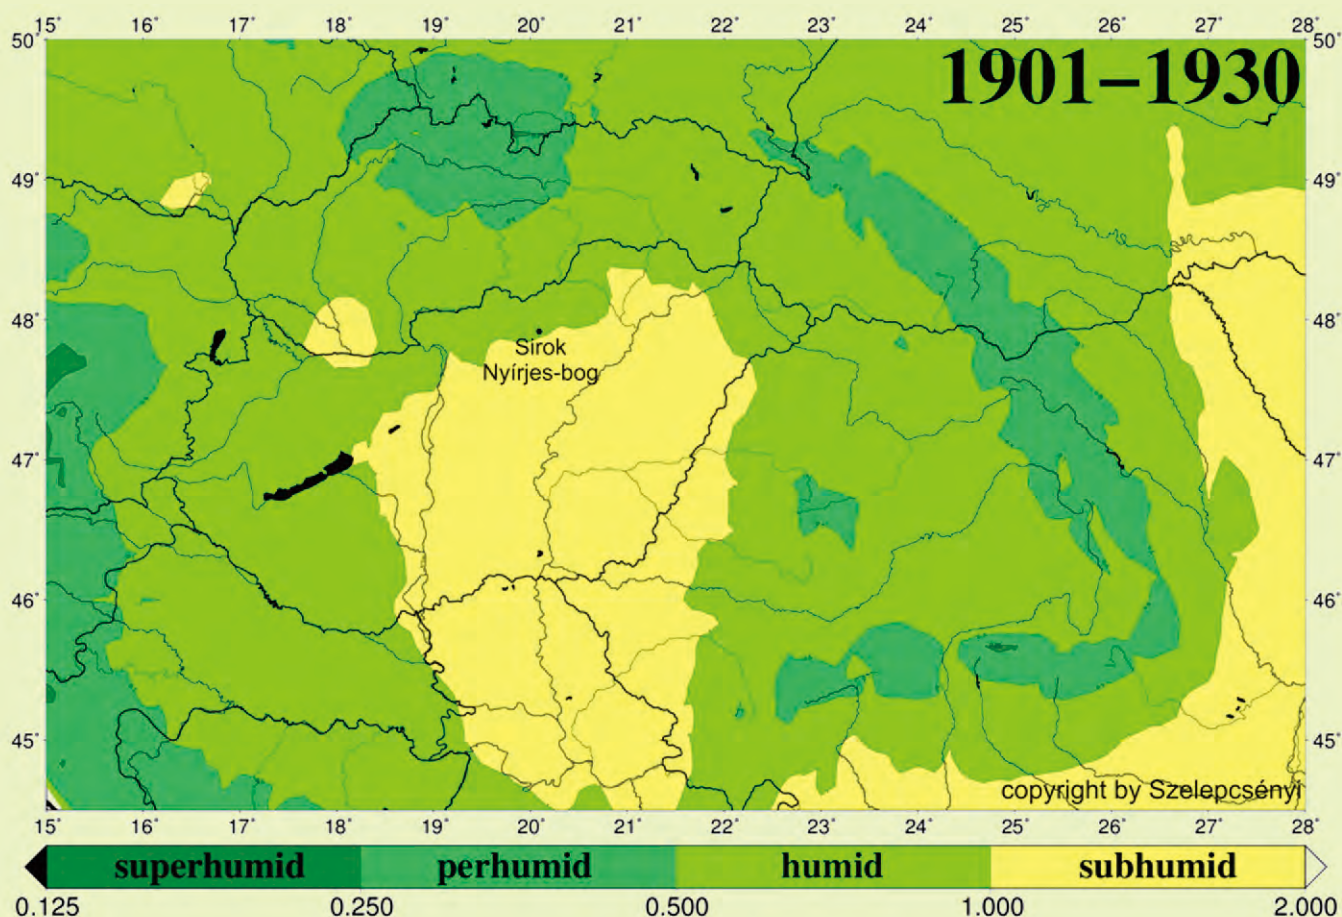 15° 16° 17° 18° 19° 20° 21° 22° 23° 24° 25° 26° 27° 28°
50° 50°
1901–1930
49° 49°
48° 48°
Sirok
Nyírjes-bog
47° 47°
46° 46°
45° 45°
copyright by Szelepcsényi
15° 16° 17° 18° 19° 20° 21° 22° 23° 24° 25° 26° 27° 28°
superhumid perhumid humid subhumid
0.125 0.250 0.500 1.000 2.000